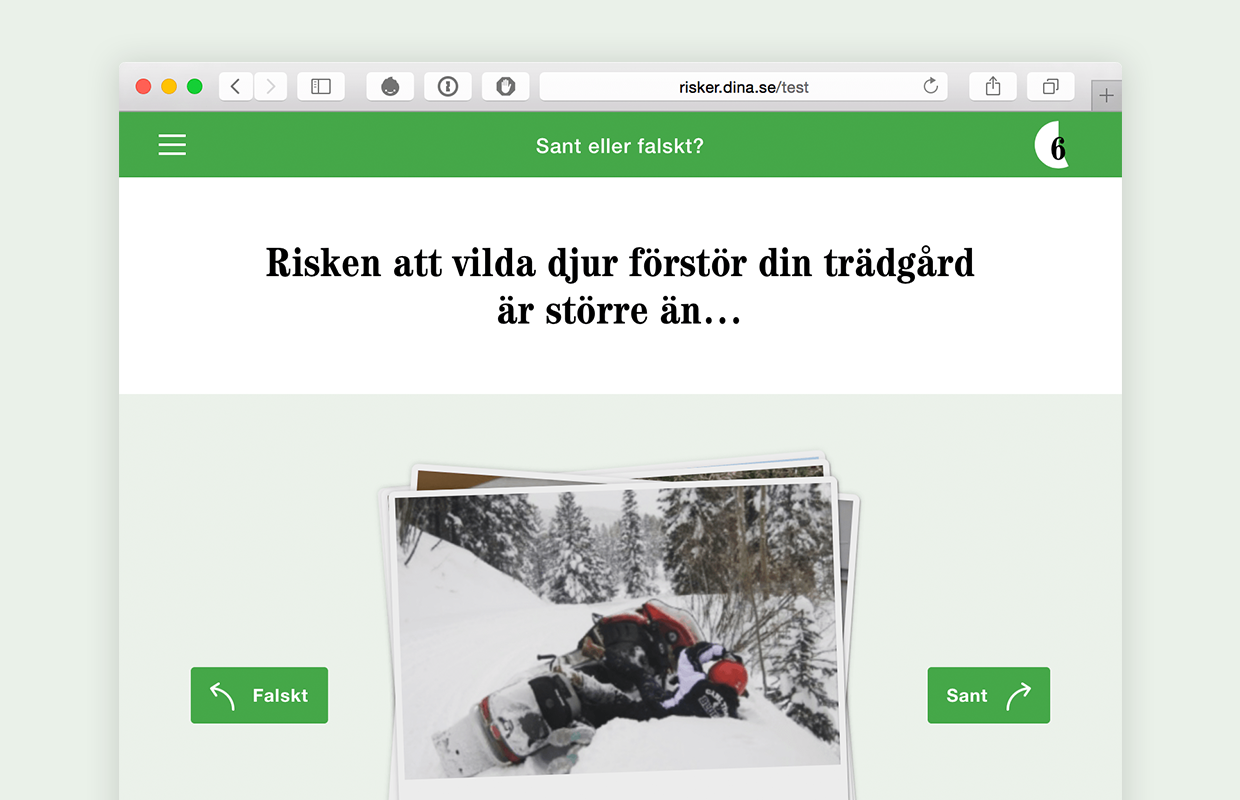 risker.dina.se/test
Sant eller falskt?
6
Risken att vilda djur förstör din trädgård
är större än...
Falskt
Sant